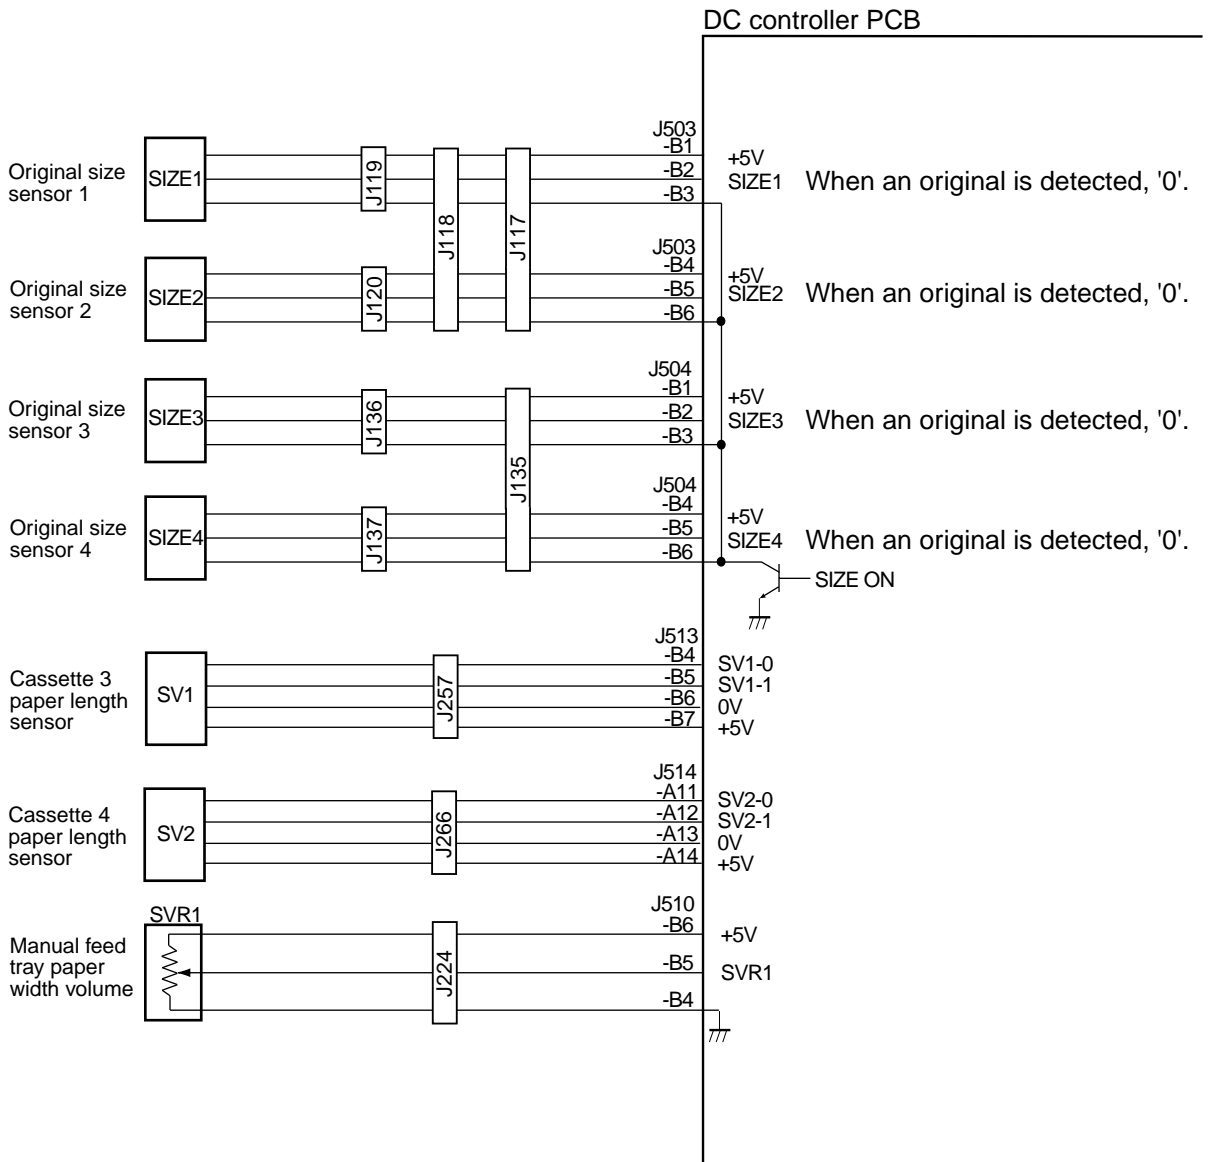 DC controller PCB
J503
-B1
-B2
-B3
Original size
sensor 1
SIZE1
J119
J118
J117
+5V
SIZE1
When an original is detected, '0'.
J503
-B4
-B5
-B6
Original size
sensor 2
SIZE2
J120
+5V
SIZE2
When an original is detected, '0'.
J504
-B1
-B2
-B3
Original size
sensor 3
SIZE3
J136
J135
+5V
SIZE3
When an original is detected, '0'.
J504
-B4
-B5
-B6
Original size
sensor 4
SIZE4
J137
+5V
SIZE4
When an original is detected, '0'.
SIZE ON
J513
-B4
-B5
-B6
-B7
Cassette 3
paper length
sensor
SV1
J257
SV1-0
SV1-1
0V
+5V
J514
-A11
-A12
-A13
-A14
Cassette 4
paper length
sensor
SV2
J266
SV2-0
SV2-1
0V
+5V
J510
-B6
-B5
-B4
SVR1
Manual feed
tray paper
width volume
J224
+5V
SVR1